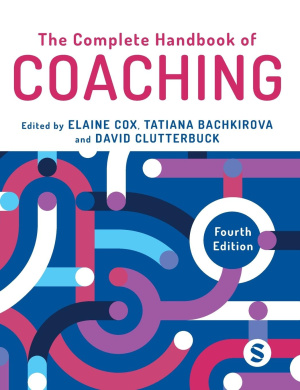 The Complete Handbook of
COACHING
Edited by ELAINE COX, TATIANA BACHKIROVA
and DAVID CLUTTERBUCK
Fourth
Edition
S